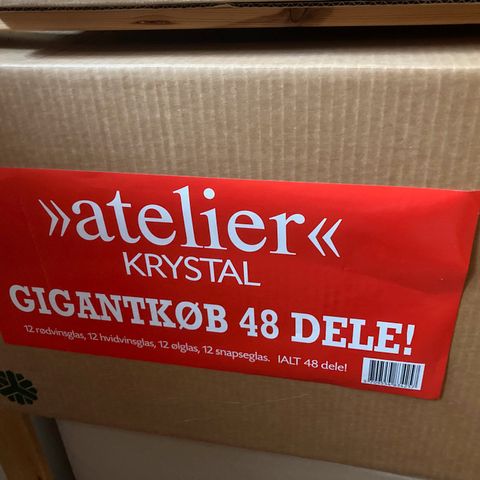 »atelier«
KRYSTAL
GIGANTKØB 48 DELE!
12 rødvinsglas, 12 hvidvinsglas, 12 ølglas, 12 snapseglas. IALT 48 dele!